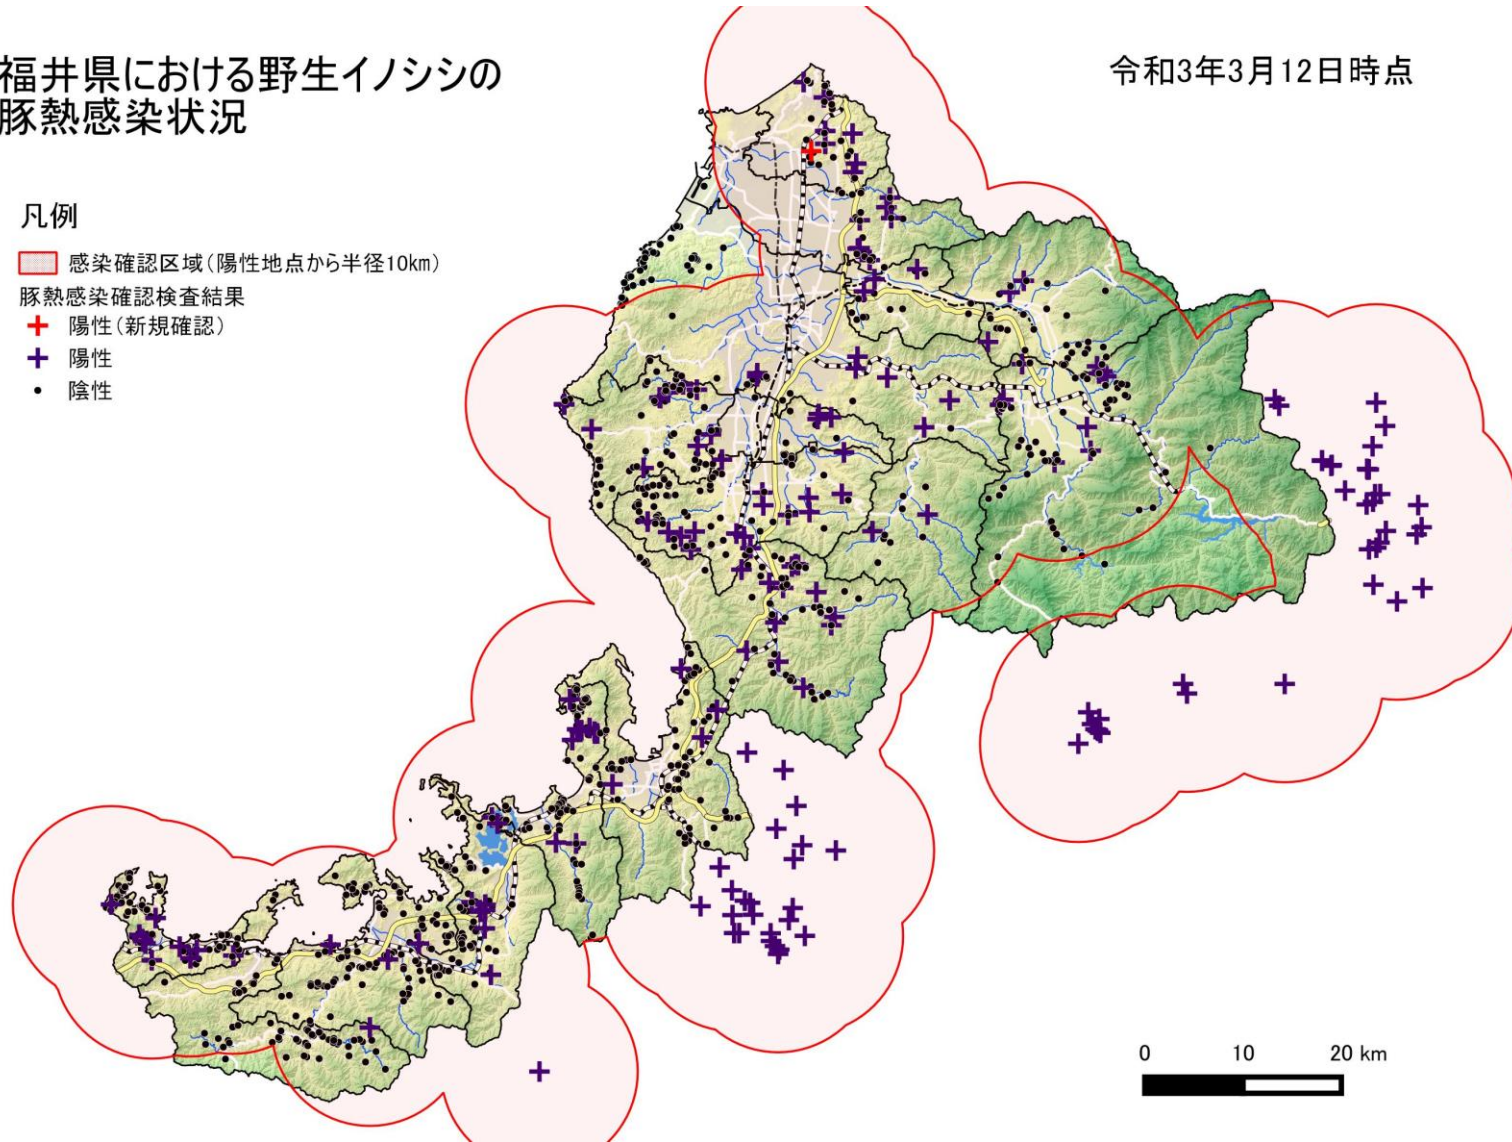 福井県における野生イノシシの
豚熱感染状況
令和3年3月12日時点
凡例
感染確認区域(陽性地点から半径10km)
豚熱感染確認検査結果
陽性(新規確認)
陽性
陰性
0 10 20 km